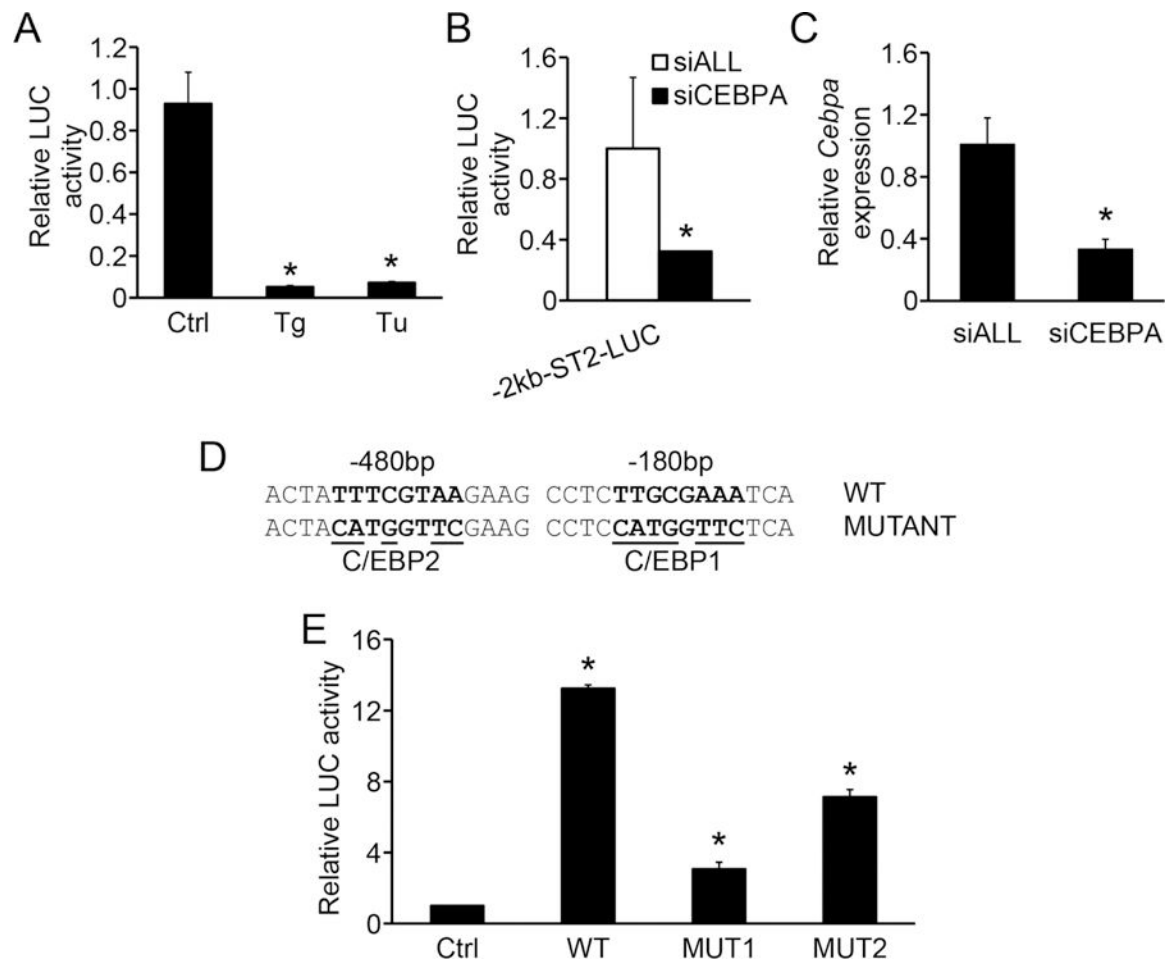 A
Relative LUC
activity
1.2
1.0
0.8
0.6
0.4
0.2
0
*
*
Ctrl Tg Tu
B
Relative LUC
activity
1.6
1.2
0.8
0.4
0
siALL
siCEBPA
*
-2kb-ST2-LUC
C
Relative Cebpa
expression
1.6
1.2
0.8
0.4
0
*
siALL siCEBPA
D
-480bp -180bp
ACTATTTCGTAAGAAG CCTCTTGCGAAATCA WT
ACTACATGGTTCGAAG CCTCCATGGTTCTCA MUTANT
C/EBP2 C/EBP1
E
Relative LUC activity
16
12
8
4
0
*
*
*
Ctrl WT MUT1 MUT2